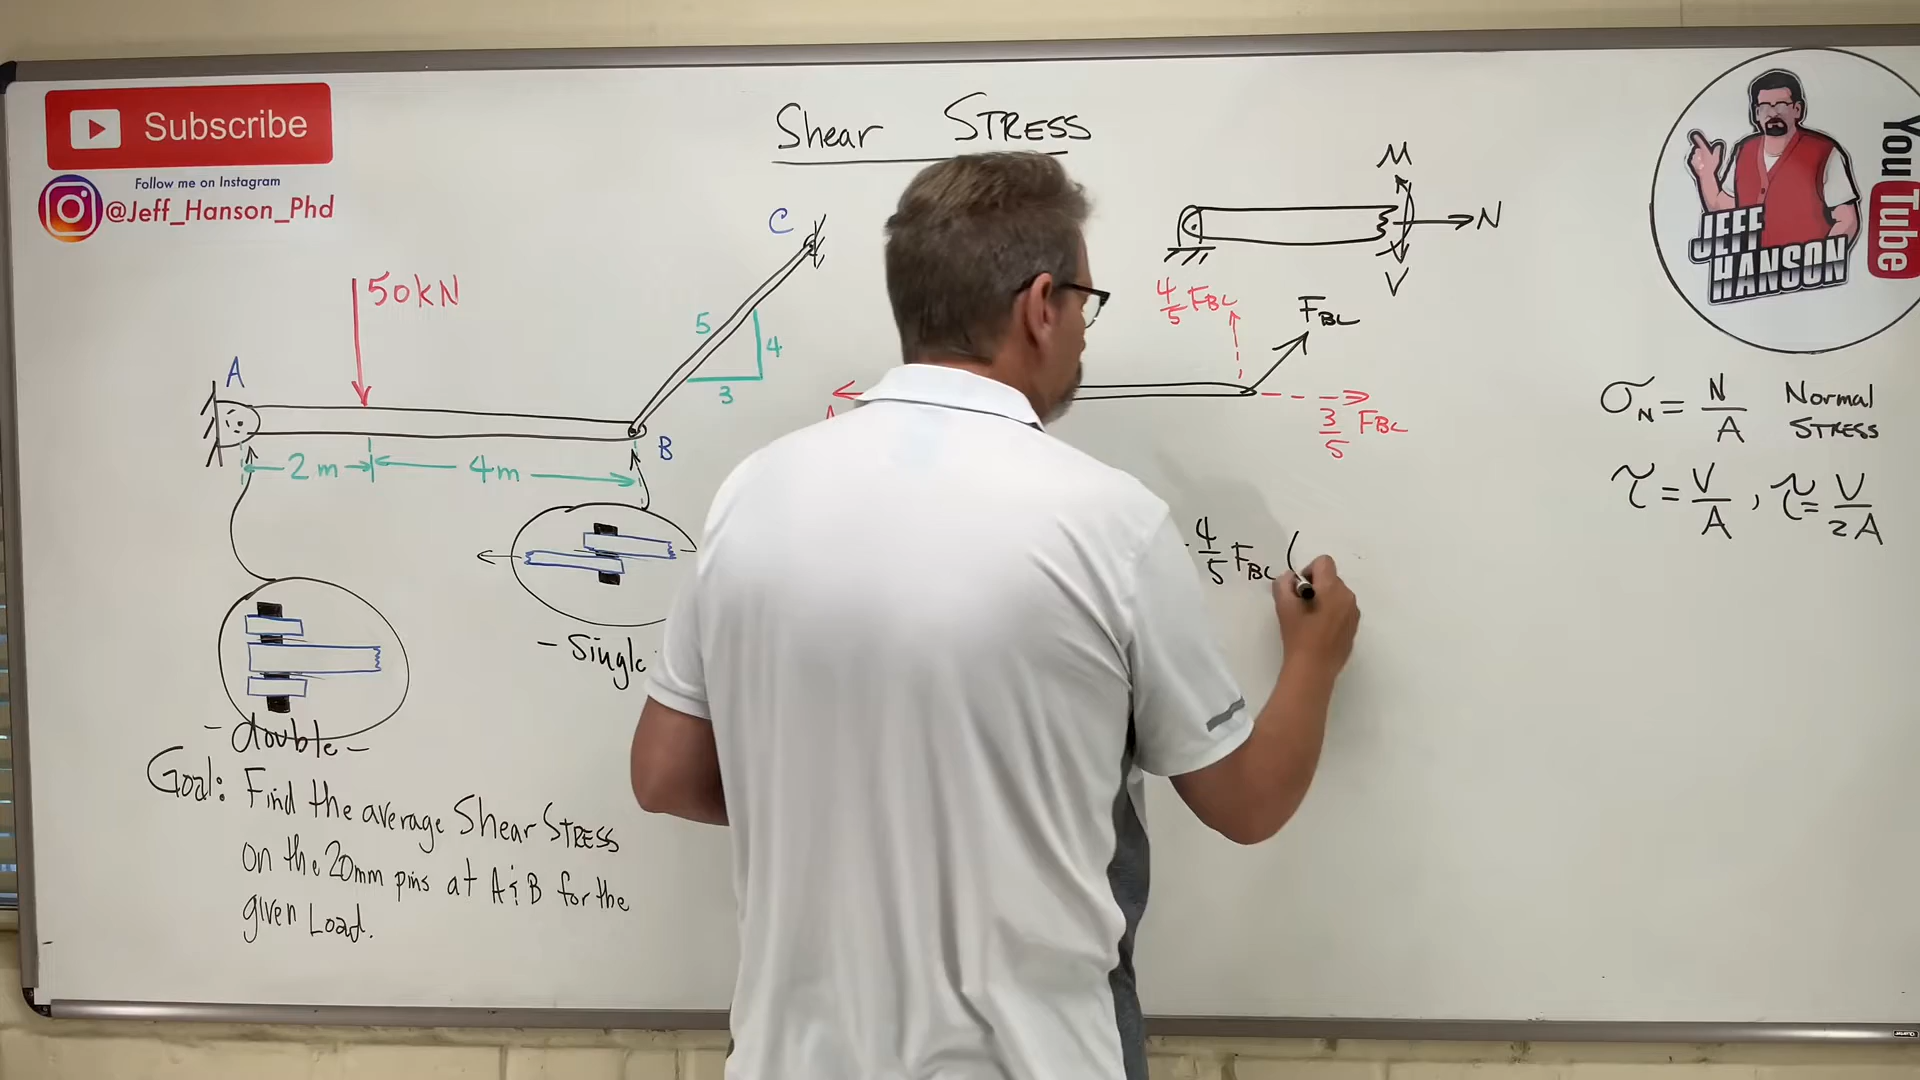 Subscribe
Follow me on Instagram
@Jeff_Hanson_Phd
Shear STRESS
JEFF
HANSON
YouTube
M
N
V
C
50kN
5
4
3
A
B
2m
4m
4/5 FBC
FBC
3/5 FBC
σN = N/A Normal
STRESS
τ = V/A , τ = V/2A
4/5 FBC (
- Single
- double -
Goal: Find the average Shear STRESS
on the 20mm pins at A & B for the
given Load.